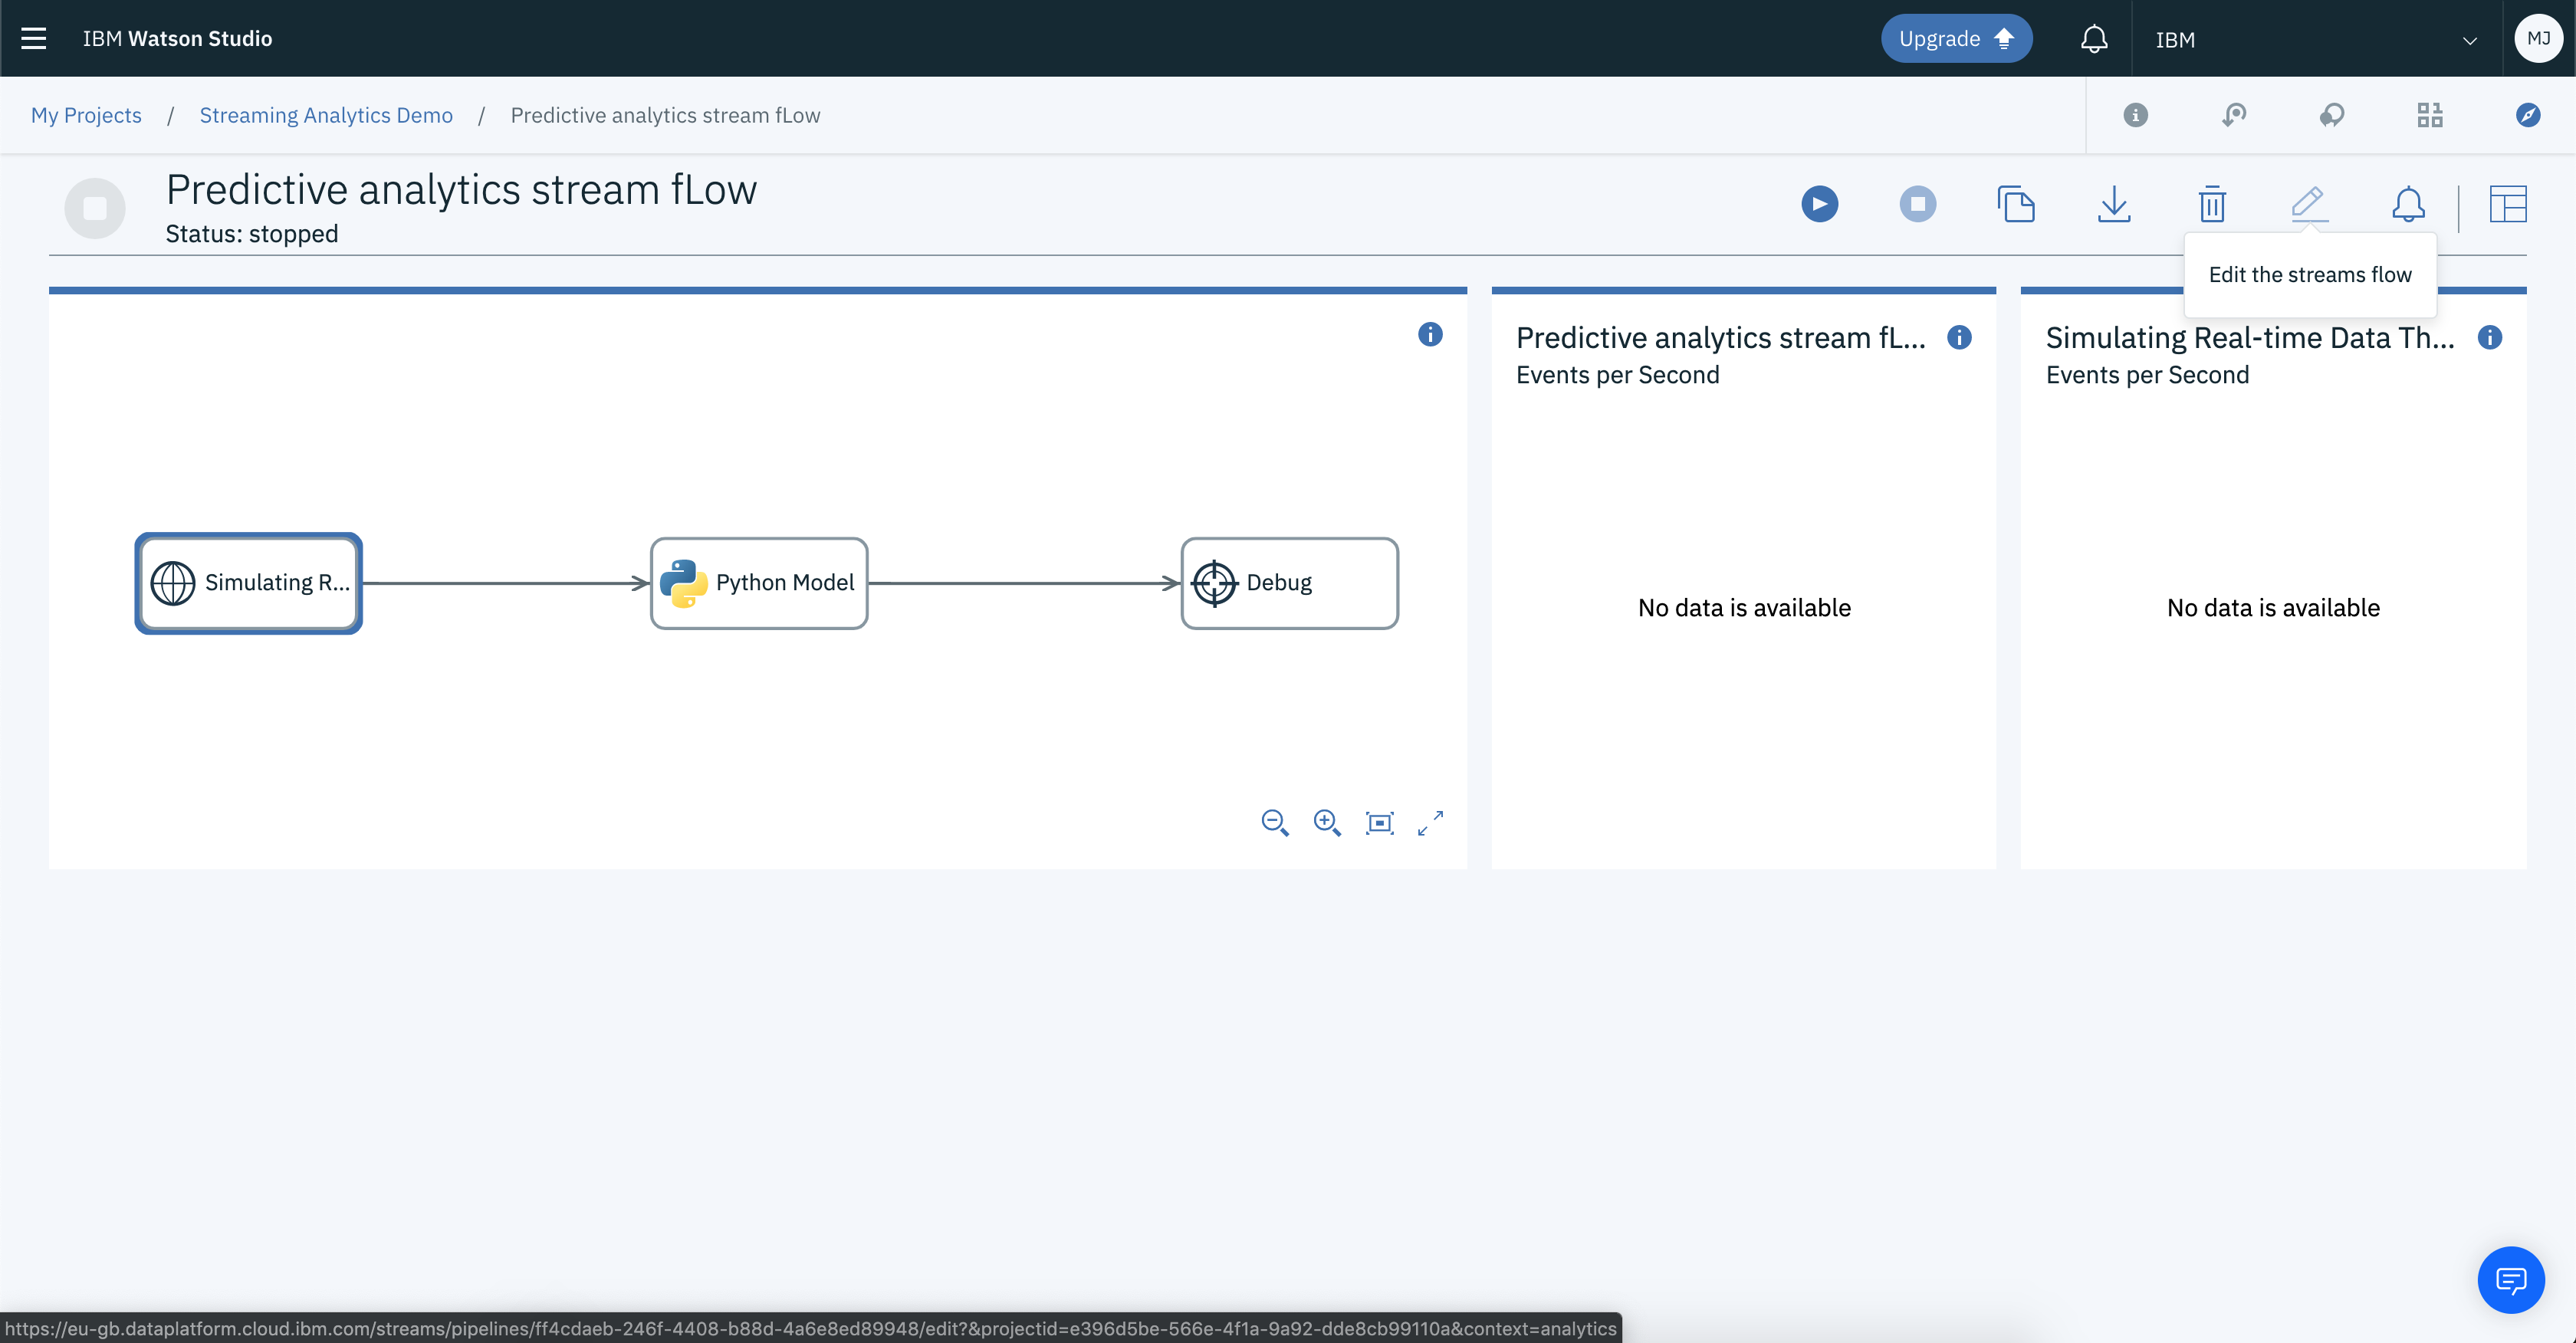 IBM Watson Studio
Upgrade
IBM
MJ
My Projects / Streaming Analytics Demo / Predictive analytics stream fLow
Predictive analytics stream fLow
Status: stopped
Edit the streams flow
Simulating R...
Python Model
Debug
Predictive analytics stream fL...
Events per Second
No data is available
Simulating Real-time Data Th...
Events per Second
No data is available
https://eu-gb.dataplatform.cloud.ibm.com/streams/pipelines/ff4cdaeb-246f-4408-b88d-4a6e8ed89948/edit?&projectid=e396d5be-566e-4f1a-9a92-dde8cb99110a&context=analytics